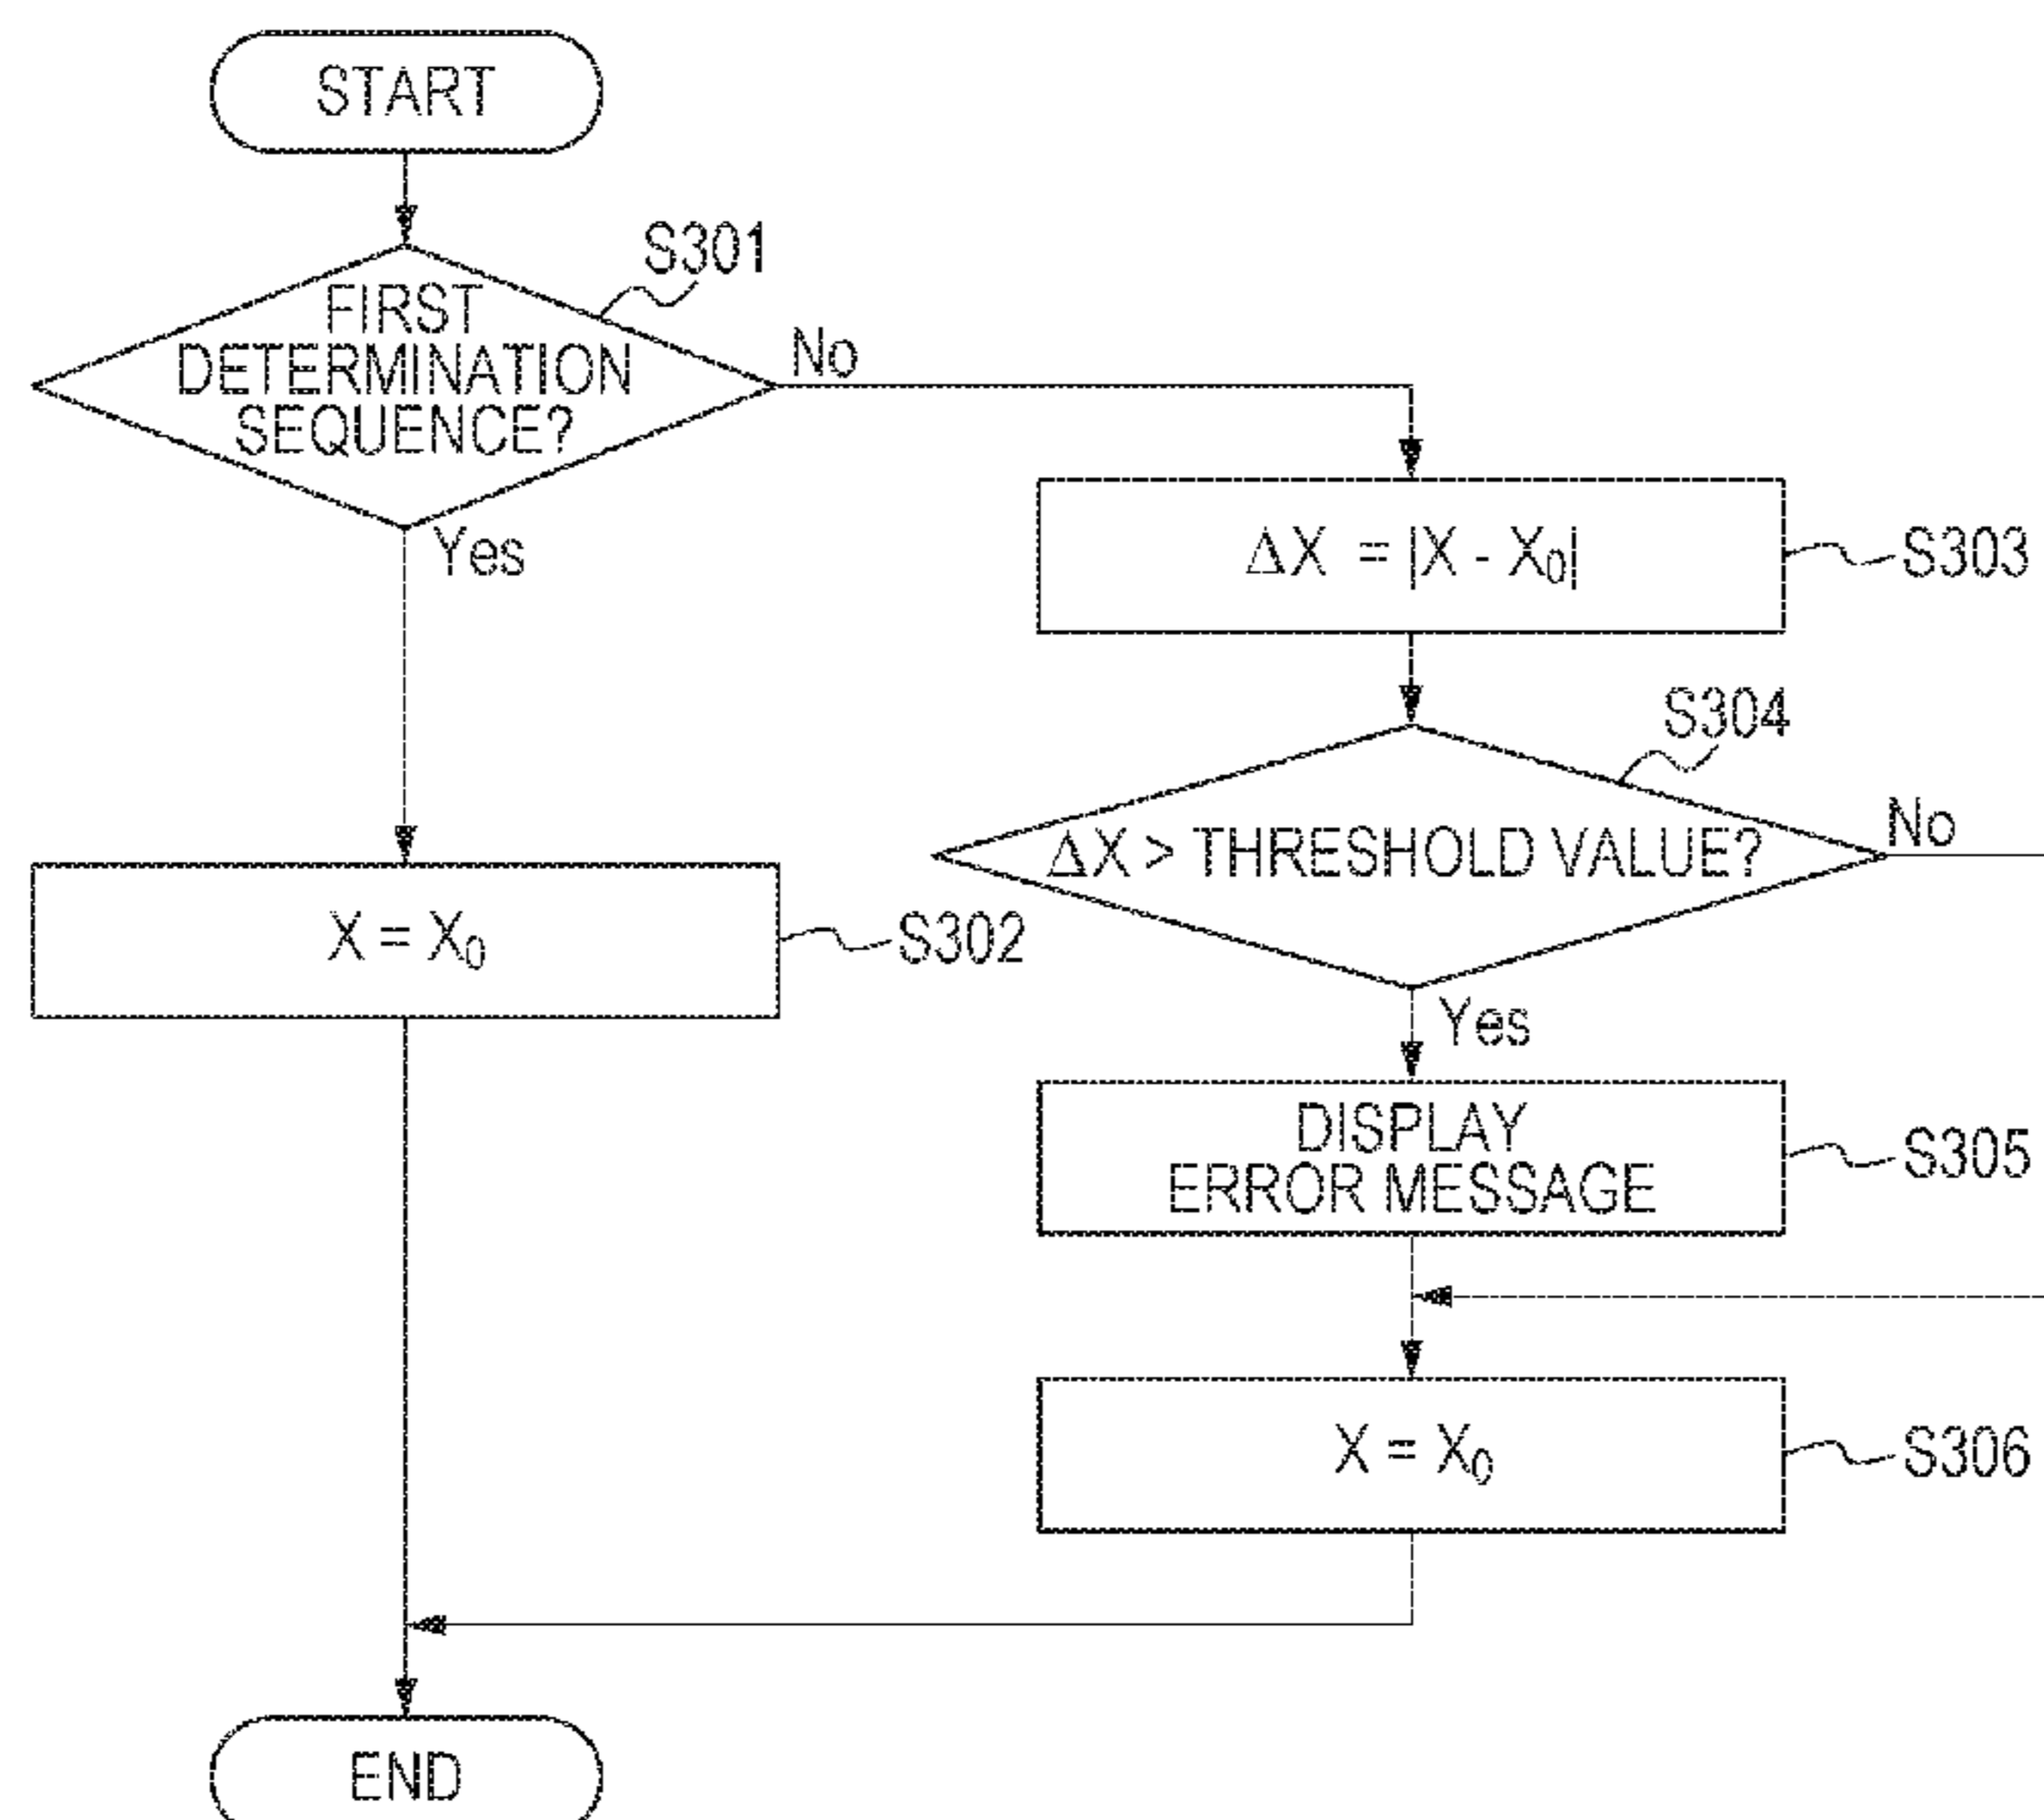 START
S301
FIRST
DETERMINATION
SEQUENCE?
No
Yes
ΔX = |X - X₀|
S303
S304
ΔX > THRESHOLD VALUE?
No
X = X₀
S302
Yes
DISPLAY
ERROR MESSAGE
S305
X = X₀
S306
END